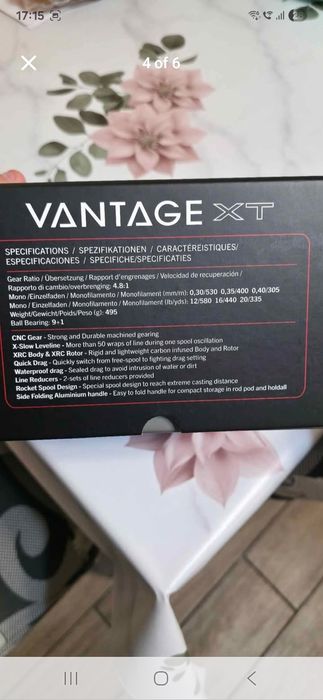 17:15
4 of 6
VANTAGE XT
SPECIFICATIONS / SPEZIFIKATIONEN / CARACTÉREISTIQUES/
ESPECIFICACIONES / SPECIFICHE/SPECIFICATIES
Gear Ratio / Übersetzung / Rapport d'engrenages / Velocidad de recuperación /
Rapporto di cambio/overbrenging: 4.8:1
Mono/Einzelfaden / Monofilamento / Monofilament (mm/m): 0,30/530 0,35/400 0,40/305
Mono / Einzelfaden / Monofilamento / Monofilament (lb/yds): 12/580 16/440 20/335
Weight/Gewicht/Poids/Peso (g): 495
Ball Bearing: 9+1
CNC Gear - Strong and Durable machined gearing
X-Slow Leveline - More than 50 wraps of line during one spool oscillation
XRC Body & XRC Rotor - Rigid and lightweight carbon infused Body and Rotor
Quick Drag - Quickly switch from free-spool to fighting drag setting
Waterproof drag - Sealed drag to avoid intrusion of water or dirt
Line Reducers - 2-sets of line reducers provided
Rocket Spool Design - Special spool design to reach extreme casting distance
Side Folding Aluminium handle - Easy to fold handle for compact storage in rod pod and holdall